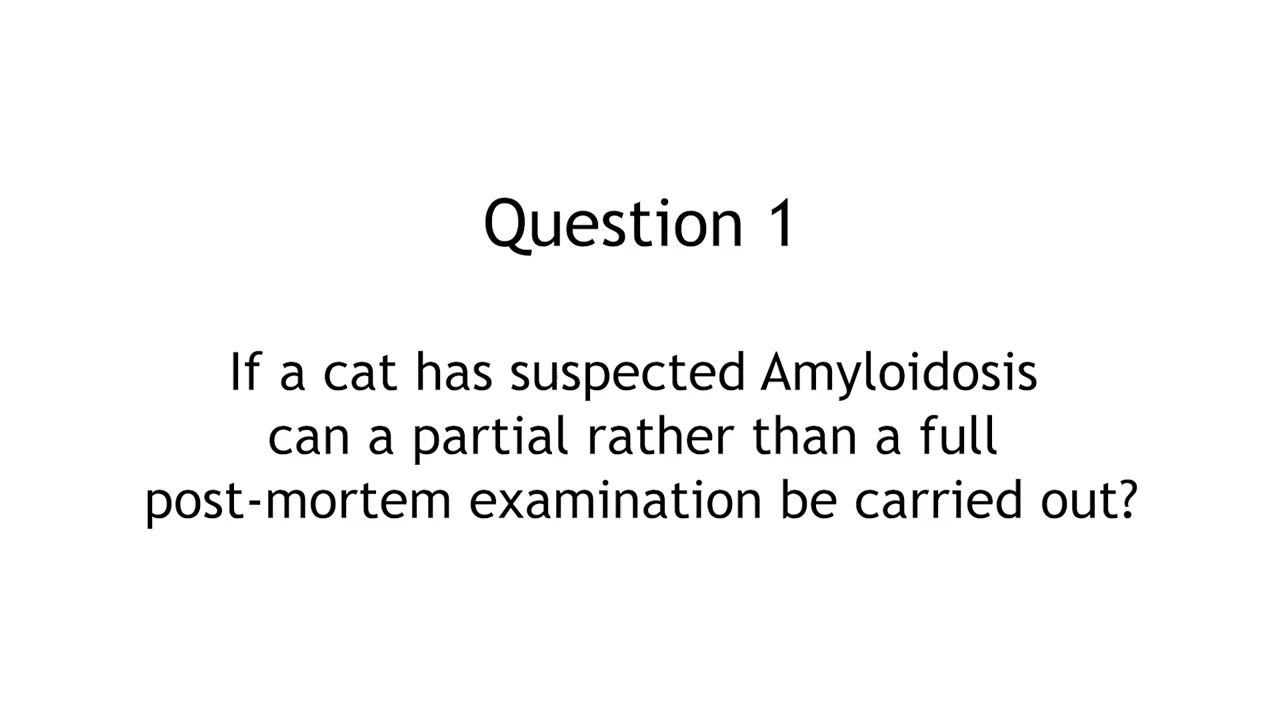 Question 1
If a cat has suspected Amyloidosis
can a partial rather than a full
post-mortem examination be carried out?